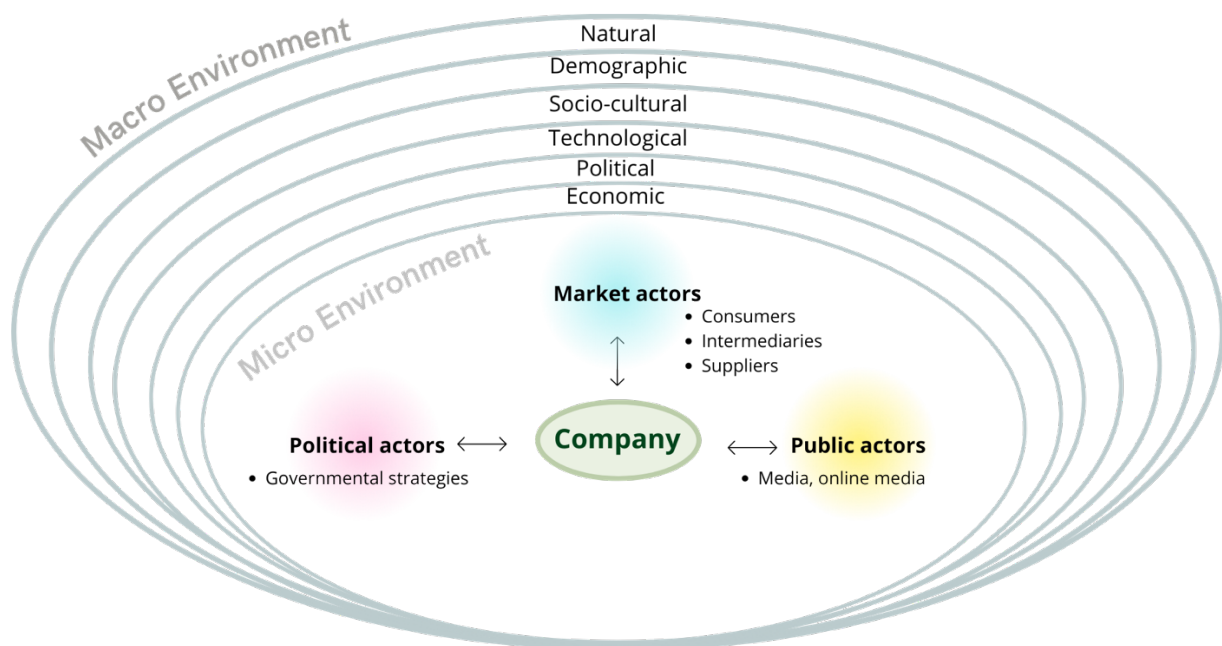 Macro Environment
Natural
Demographic
Socio-cultural
Technological
Political
Economic
Micro Environment
Market actors
• Consumers
• Intermediaries
• Suppliers
Political actors
• Governmental strategies
Company
Public actors
• Media, online media